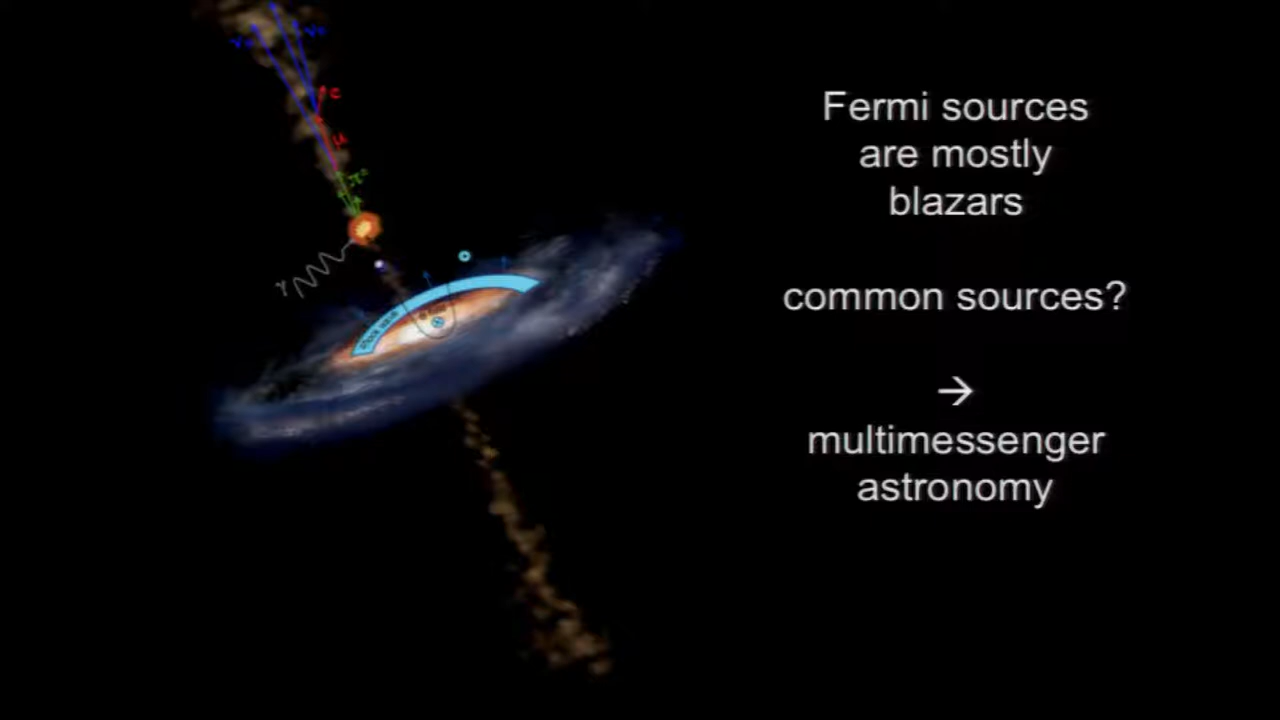 Fermi sources
are mostly
blazars
common sources?
→
multimessenger
astronomy
e
μ
γ